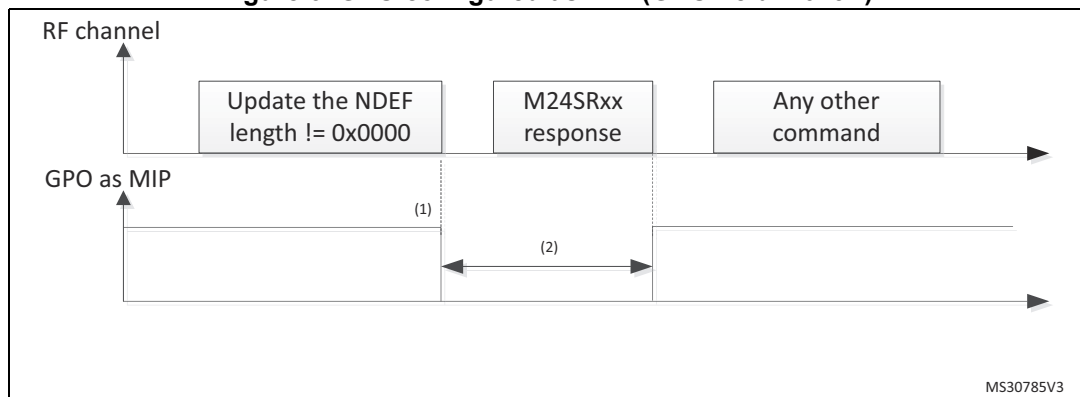 RF channel
Update the NDEF
length != 0x0000
M24SRxx
response
Any other
command
GPO as MIP
(1)
(2)
MS30785V3